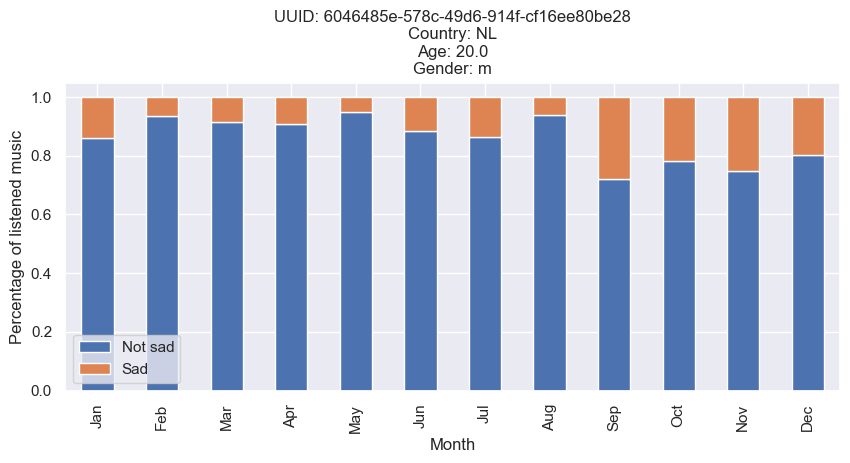 UUID: 6046485e-578c-49d6-914f-cf16ee80be28
Country: NL
Age: 20.0
Gender: m
Percentage of listened music
1.0
0.8
0.6
0.4
0.2
0.0
Not sad
Sad
Jan
Feb
Mar
Apr
May
Jun
Jul
Aug
Sep
Oct
Nov
Dec
Month